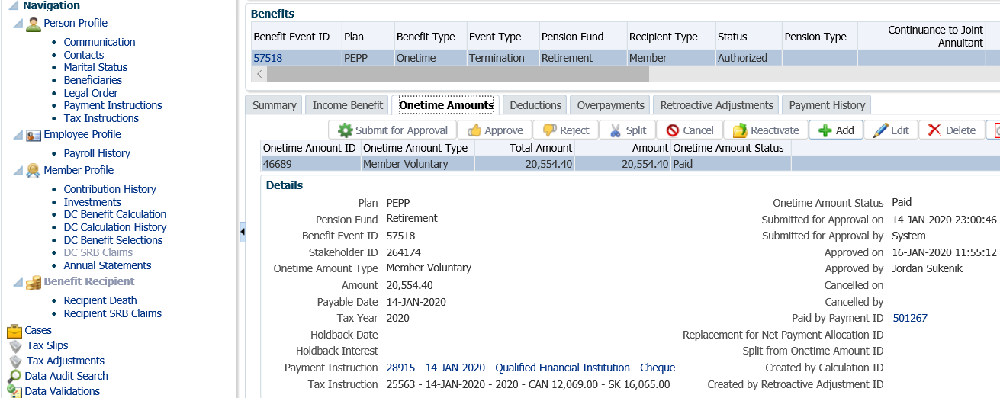 Navigation
Person Profile
Communication
Contacts
Marital Status
Beneficiaries
Legal Order
Payment Instructions
Tax Instructions
Employee Profile
Payroll History
Member Profile
Contribution History
Investments
DC Benefit Calculation
DC Calculation History
DC Benefit Selections
DC SRB Claims
Annual Statements
Benefit Recipient
Recipient Death
Recipient SRB Claims
Cases
Tax Slips
Tax Adjustments
Data Audit Search
Data Validations
Benefits
Benefit Event ID Plan Benefit Type Event Type Pension Fund Recipient Type Status Pension Type Continuance to Joint
Annuitant
57518 PEPP Onetime Termination Retirement Member Authorized
Summary Income Benefit Onetime Amounts Deductions Overpayments Retroactive Adjustments Payment History
Submit for Approval Approve Reject Split Cancel Reactivate Add Edit Delete
Onetime Amount ID Onetime Amount Type Total Amount Amount Onetime Amount Status
46689 Member Voluntary 20,554.40 20,554.40 Paid
Details
Plan PEPP
Pension Fund Retirement
Benefit Event ID 57518
Stakeholder ID 264174
Onetime Amount Type Member Voluntary
Amount 20,554.40
Payable Date 14-JAN-2020
Tax Year 2020
Holdback Date
Holdback Interest
Payment Instruction 28915 - 14-JAN-2020 - Qualified Financial Institution - Cheque
Tax Instruction 25563 - 14-JAN-2020 - 2020 - CAN 12,069.00 - SK 16,065.00
Onetime Amount Status Paid
Submitted for Approval on 14-JAN-2020 23:00:46
Submitted for Approval by System
Approved on 16-JAN-2020 11:55:12
Approved by Jordan Sukenik
Cancelled on
Cancelled by
Paid by Payment ID 501267
Replacement for Net Payment Allocation ID
Split from Onetime Amount ID
Created by Calculation ID
Created by Retroactive Adjustment ID